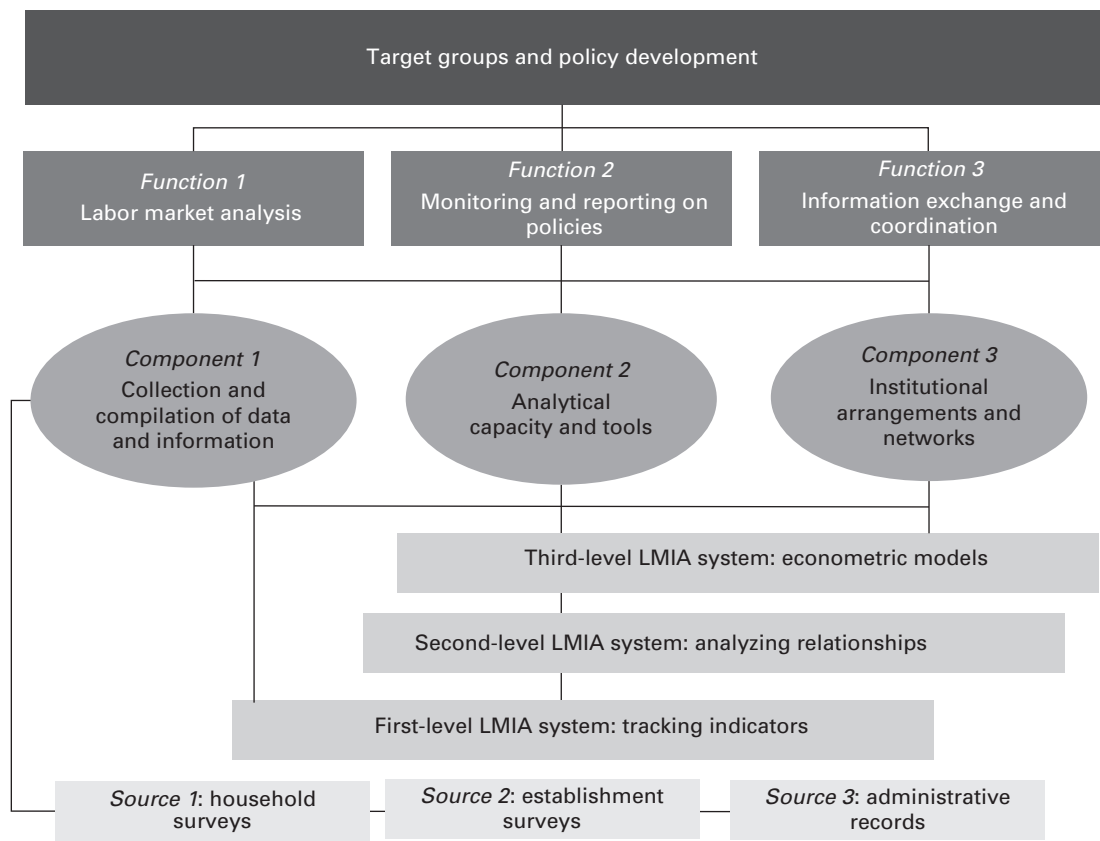 Target groups and policy development
Function 1
Labor market analysis
Function 2
Monitoring and reporting on
policies
Function 3
Information exchange and
coordination
Component 1
Collection and
compilation of data
and information
Component 2
Analytical
capacity and tools
Component 3
Institutional
arrangements and
networks
Third-level LMIA system: econometric models
Second-level LMIA system: analyzing relationships
First-level LMIA system: tracking indicators
Source 1: household
surveys
Source 2: establishment
surveys
Source 3: administrative
records